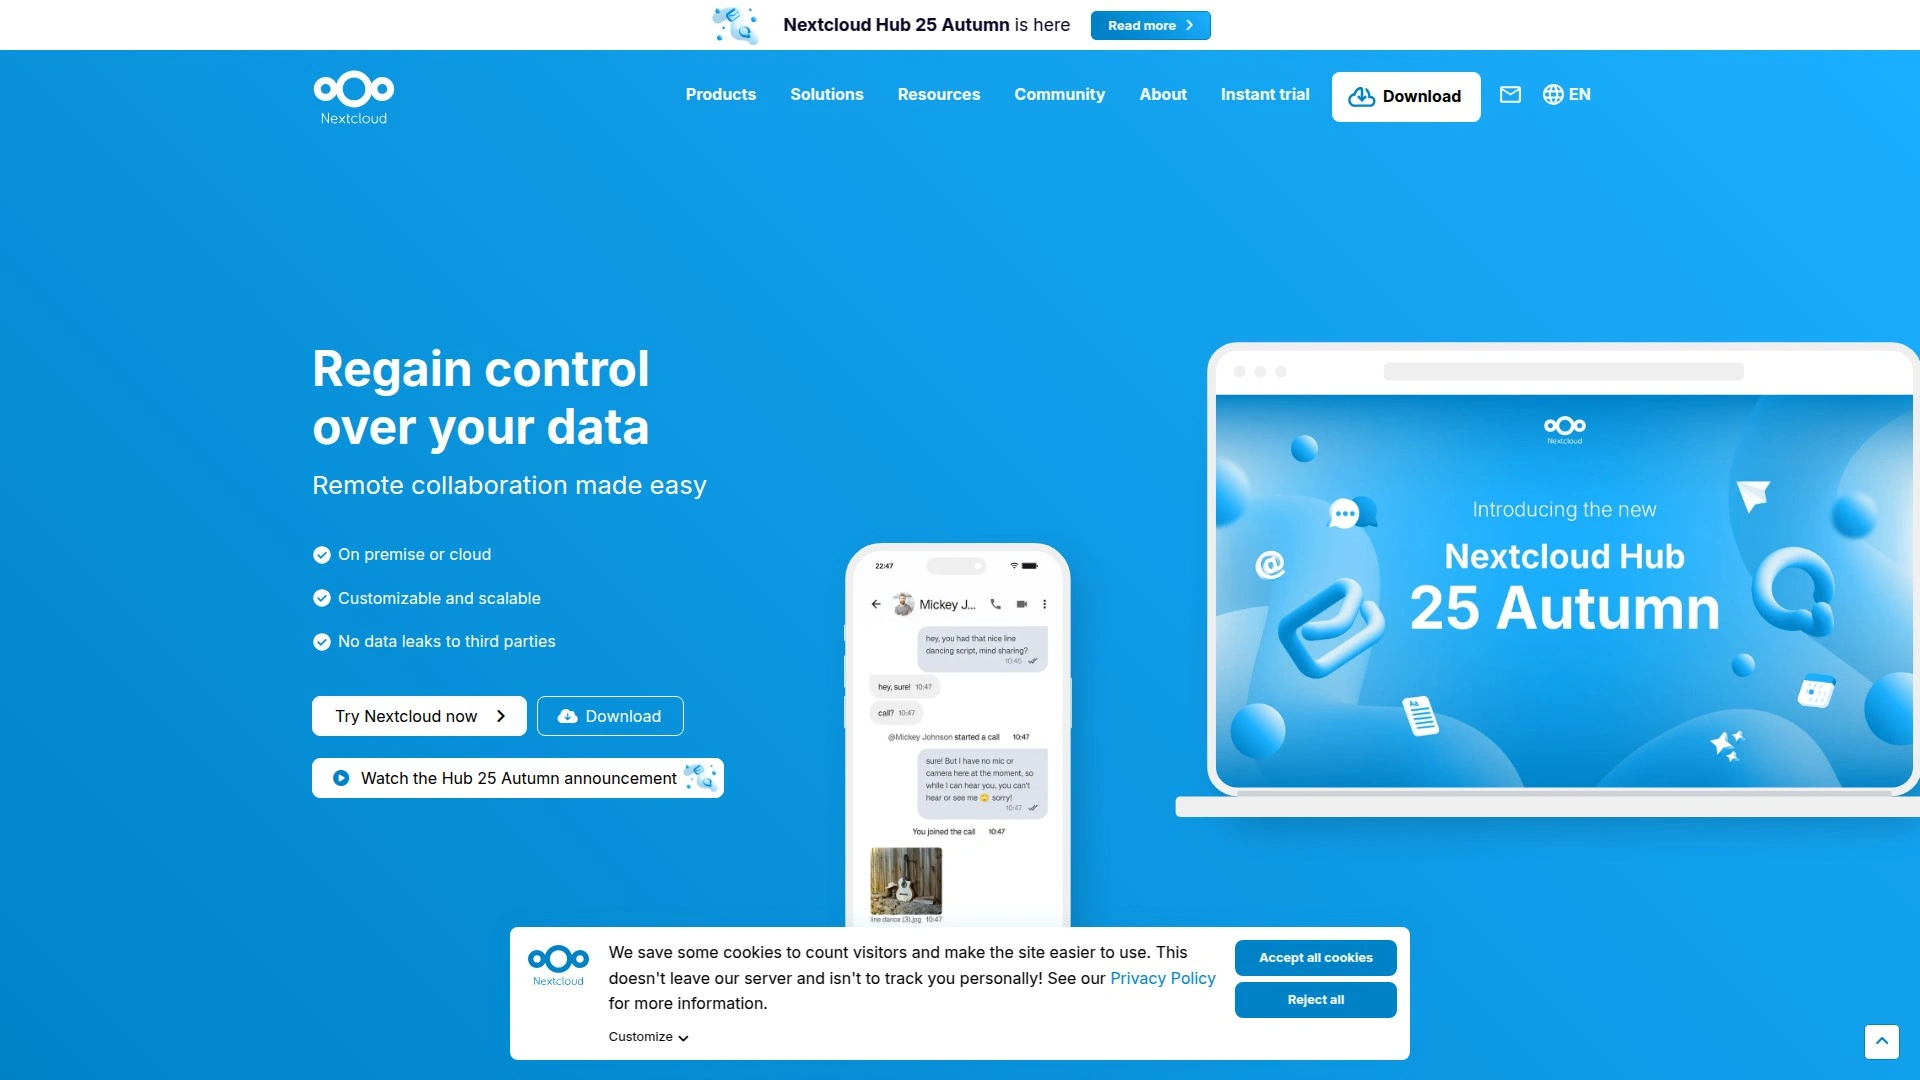 Nextcloud Hub 25 Autumn is here
Read more
Nextcloud
Products
Solutions
Resources
Community
About
Instant trial
Download
EN
Regain control
over your data
Remote collaboration made easy
On premise or cloud
Customizable and scalable
No data leaks to third parties
Try Nextcloud now
Download
Watch the Hub 25 Autumn announcement
22:47
Mickey J...
hey, you had that nice line
dancing script, mind sharing?
10:45
hey, sure! 10:47
call? 10:47
@Mickey Johnson started a call 10:47
sure! But I have no mic or
camera here at the moment, so
while I can hear you, you can't
hear or see me 🙄 sorry!
10:47
You joined the call 10:47
line dance (3).jpg 10:47
Nextcloud
Introducing the new
Nextcloud Hub
25 Autumn
@
Aa
Nextcloud
We save some cookies to count visitors and make the site easier to use. This
doesn't leave our server and isn't to track you personally! See our Privacy Policy
for more information.
Customize
Accept all cookies
Reject all